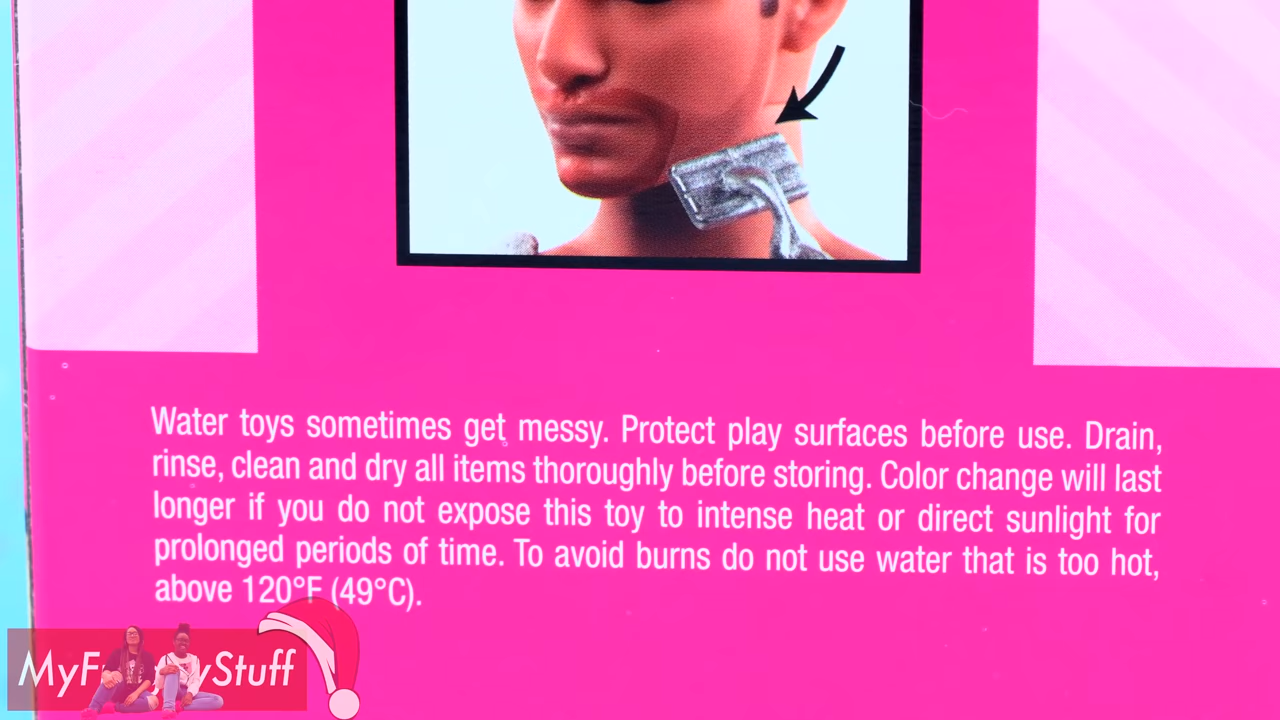 Water toys sometimes get messy. Protect play surfaces before use. Drain,
rinse, clean and dry all items thoroughly before storing. Color change will last
longer if you do not expose this toy to intense heat or direct sunlight for
prolonged periods of time. To avoid burns do not use water that is too hot,
above 120°F (49°C).
MyFroggyStuff